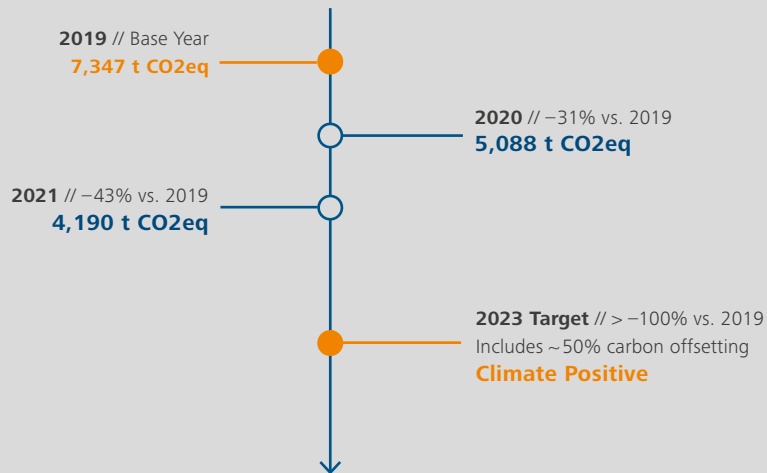 2019 // Base Year
7,347 t CO2eq
2020 // −31% vs. 2019
5,088 t CO2eq
2021 // −43% vs. 2019
4,190 t CO2eq
2023 Target // > −100% vs. 2019
Includes ~50% carbon offsetting
Climate Positive